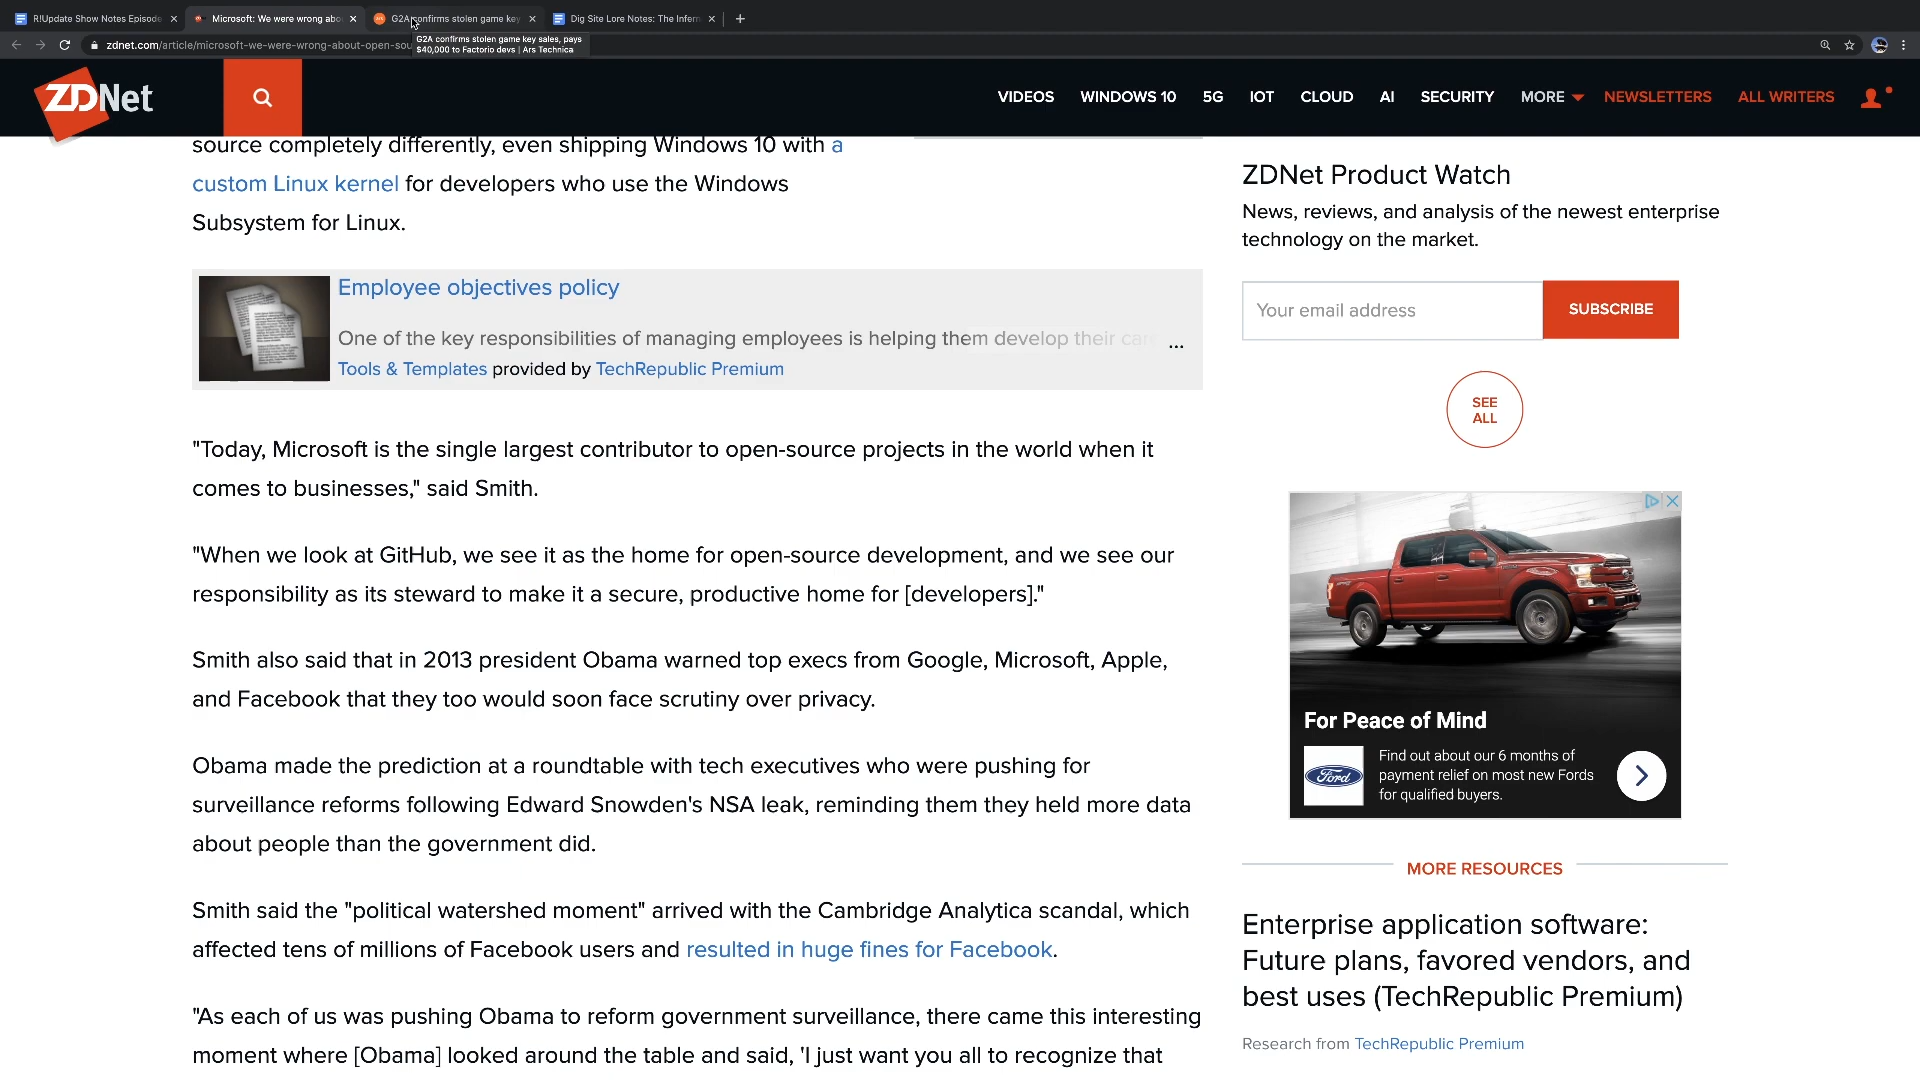 R!Update Show Notes Episode
Microsoft: We were wrong abo
G2A confirms stolen game key
Dig Site Lore Notes: The Infern
zdnet.com/article/microsoft-we-were-wrong-about-open-sou
G2A confirms stolen game key sales, pays
$40,000 to Factorio devs | Ars Technica
ZDNet
VIDEOS WINDOWS 10 5G IOT CLOUD AI SECURITY MORE NEWSLETTERS ALL WRITERS
source completely differently, even shipping Windows 10 with a
custom Linux kernel for developers who use the Windows
Subsystem for Linux.
Employee objectives policy
One of the key responsibilities of managing employees is helping them develop their care
...
Tools & Templates provided by TechRepublic Premium
"Today, Microsoft is the single largest contributor to open-source projects in the world when it
comes to businesses," said Smith.
"When we look at GitHub, we see it as the home for open-source development, and we see our
responsibility as its steward to make it a secure, productive home for [developers]."
Smith also said that in 2013 president Obama warned top execs from Google, Microsoft, Apple,
and Facebook that they too would soon face scrutiny over privacy.
Obama made the prediction at a roundtable with tech executives who were pushing for
surveillance reforms following Edward Snowden's NSA leak, reminding them they held more data
about people than the government did.
Smith said the "political watershed moment" arrived with the Cambridge Analytica scandal, which
affected tens of millions of Facebook users and resulted in huge fines for Facebook.
"As each of us was pushing Obama to reform government surveillance, there came this interesting
moment where [Obama] looked around the table and said, 'I just want you all to recognize that
ZDNet Product Watch
News, reviews, and analysis of the newest enterprise
technology on the market.
Your email address
SUBSCRIBE
SEE
ALL
For Peace of Mind
Ford
Find out about our 6 months of
payment relief on most new Fords
for qualified buyers.
MORE RESOURCES
Enterprise application software:
Future plans, favored vendors, and
best uses (TechRepublic Premium)
Research from TechRepublic Premium